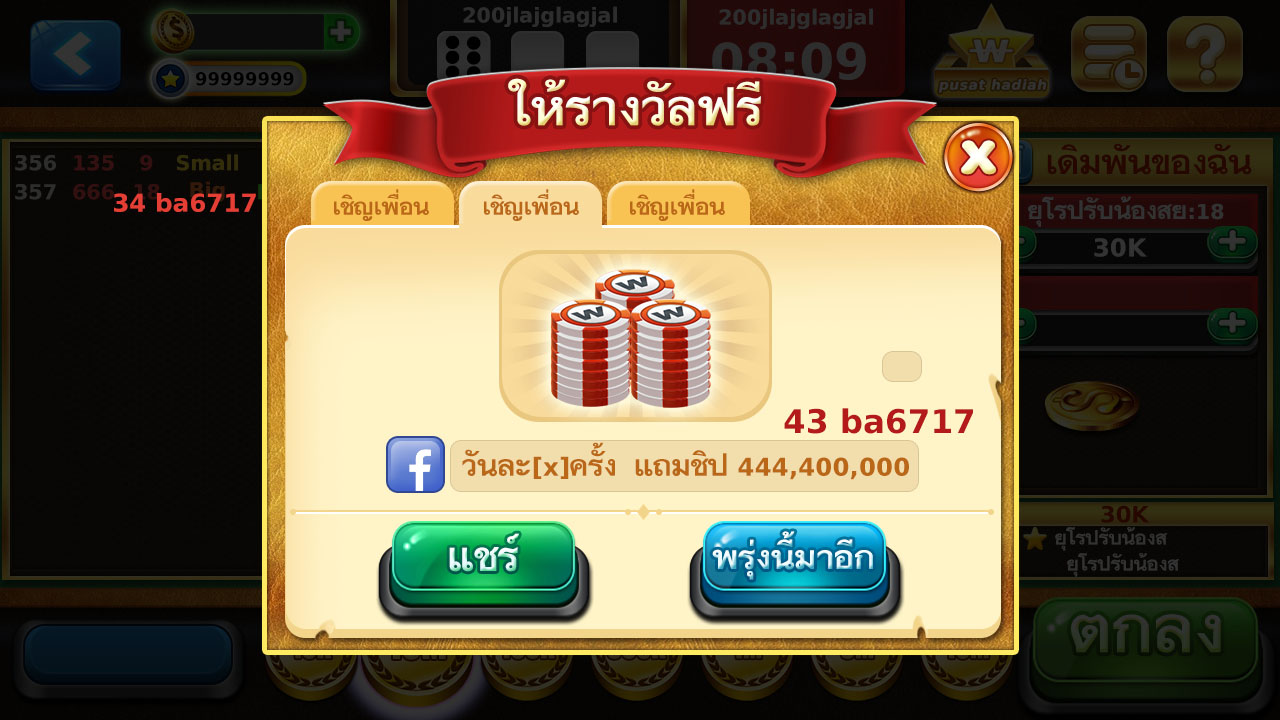 200jlajglagjal
200jlajglagjal
08:09
99999999
pusat hadiah
ให้รางวัลฟรี
356 135 9 Small
357 666 18 Big
34 ba6717
เดิมพันของฉัน
ยุโรปรับน้องสย:18
30K
เชิญเพื่อน
เชิญเพื่อน
เชิญเพื่อน
W
W
W
43 ba6717
วันละ[x]ครั้ง แถมชิป 444,400,000
30K
ยุโรปรับน้องส
ยุโรปรับน้องส
แชร์
พรุ่งนี้มาอีก
ตกลง